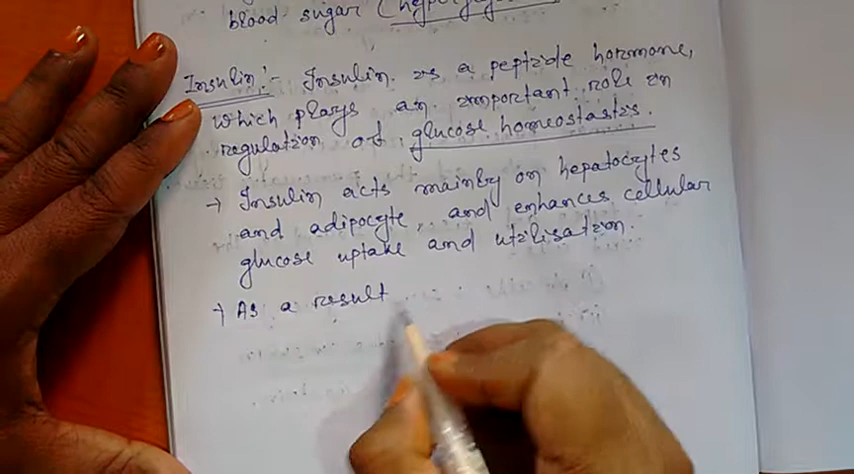 blood sugar (
Insulin:- Insulin is a peptide hormone,
which plays an important role in
regulation of glucose homeostasis.
→ Insulin acts mainly on hepatocytes
and adipocyte, and enhances cellular
glucose uptake and utilisation.
→ As a result